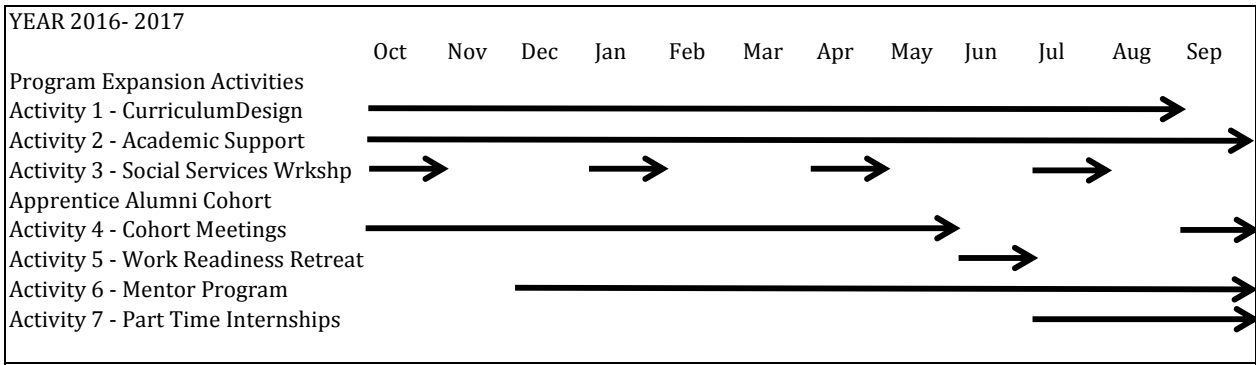 YEAR 2016- 2017
Oct Nov Dec Jan Feb Mar Apr May Jun Jul Aug Sep
Program Expansion Activities
Activity 1 - CurriculumDesign
Activity 2 - Academic Support
Activity 3 - Social Services Wrkshp
Apprentice Alumni Cohort
Activity 4 - Cohort Meetings
Activity 5 - Work Readiness Retreat
Activity 6 - Mentor Program
Activity 7 - Part Time Internships